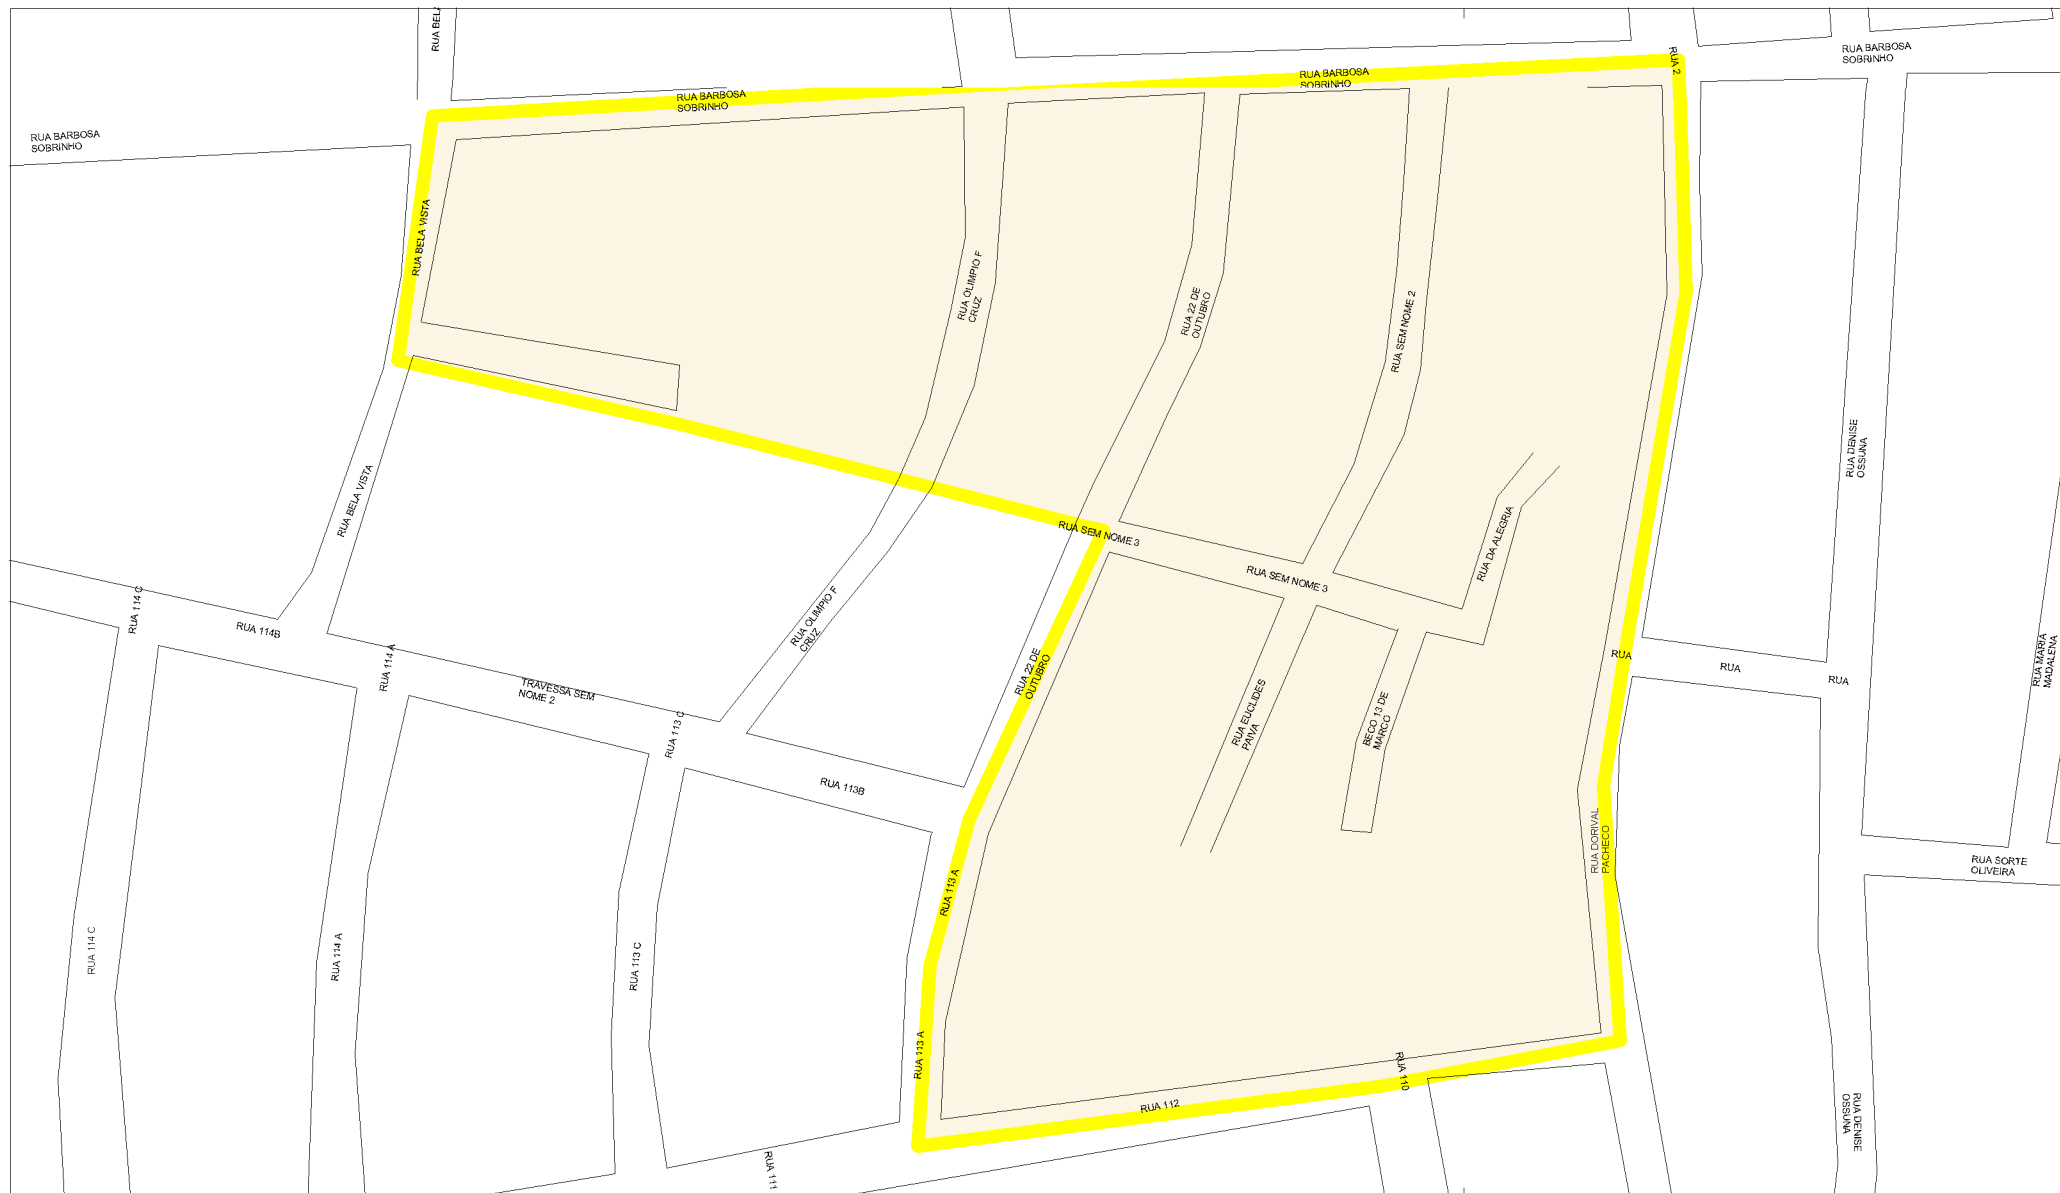 RUA BEL
RUA BARBOSA
SOBRINHO
RUA BARBOSA
SOBRINHO
RUA 2
RUA BARBOSA
SOBRINHO
RUA BARBOSA
SOBRINHO
RUA BELA VISTA
RUA OLIMPIO F
CRUZ
RUA 22 DE
OUTUBRO
RUA SEM NOME 2
RUA DENISE
OSSUNA
RUA BELA VISTA
RUA SEM NOME 3
RUA DA ALEGRIA
RUA SEM NOME 3
RUA 114 C
RUA 114B
RUA OLIMPIO F
CRUZ
RUA 114 A
TRAVESSA SEM
NOME 2
RUA 22 DE
OUTUBRO
RUA
RUA
RUA
RUA MARIA
MADALENA
RUA EUCLIDES
PAIVA
BECO 13 DE
MARCO
RUA 113 C
RUA 113B
RUA DORIVAL
PACHECO
RUA SORTE
OLIVEIRA
RUA 113 A
RUA 114 C
RUA 114 A
RUA 113 C
RUA 113 A
RUA 110
RUA 112
RUA DENISE
OSSUNA
RUA 111